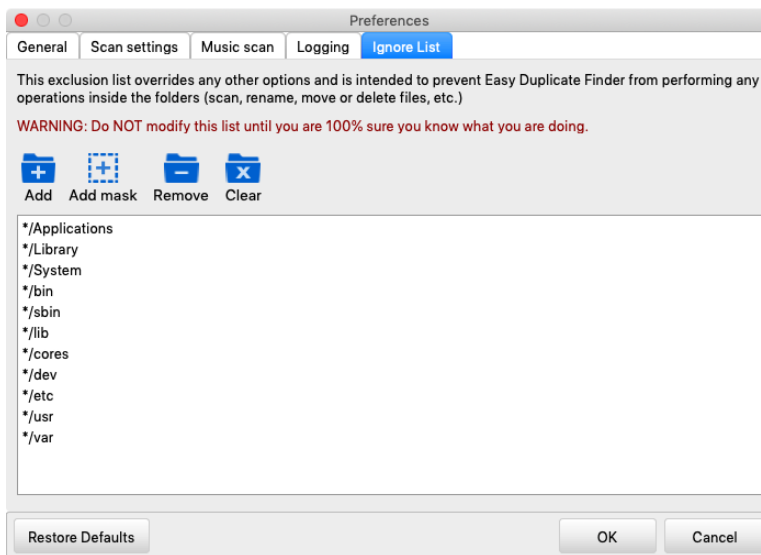 Preferences
General Scan settings Music scan Logging Ignore List
This exclusion list overrides any other options and is intended to prevent Easy Duplicate Finder from performing any
operations inside the folders (scan, rename, move or delete files, etc.)
WARNING: Do NOT modify this list until you are 100% sure you know what you are doing.
Add Add mask Remove Clear
*/Applications
*/Library
*/System
*/bin
*/sbin
*/lib
*/cores
*/dev
*/etc
*/usr
*/var
Restore Defaults OK Cancel